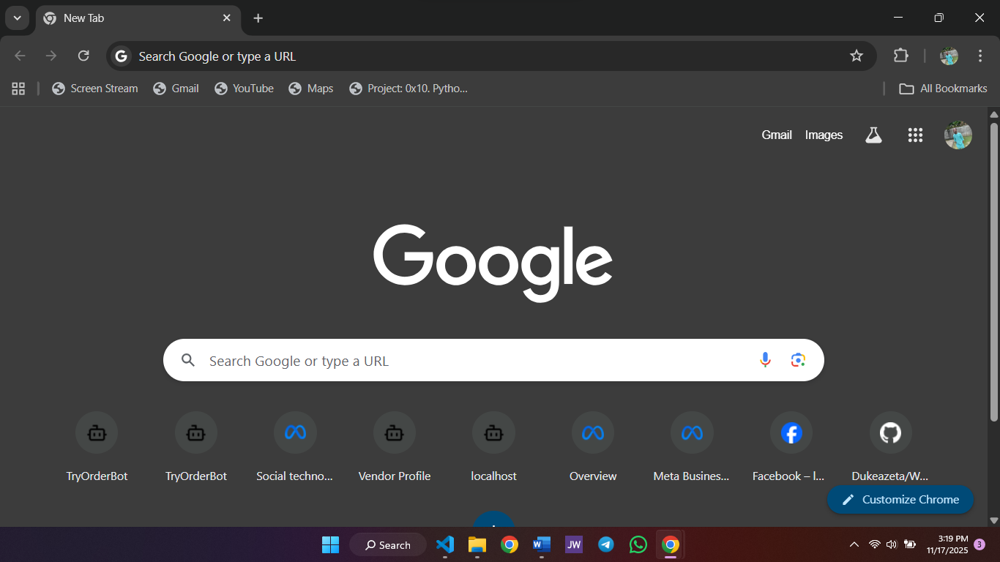 New Tab
Search Google or type a URL
Screen Stream Gmail YouTube Maps Project: 0x10. Pytho... All Bookmarks
Gmail Images
Google
Search Google or type a URL
TryOrderBot TryOrderBot Social techno... Vendor Profile localhost Overview Meta Busines... Facebook – l... Dukeazeta/W...
Customize Chrome
Search JW 3:19 PM
11/17/2025 3